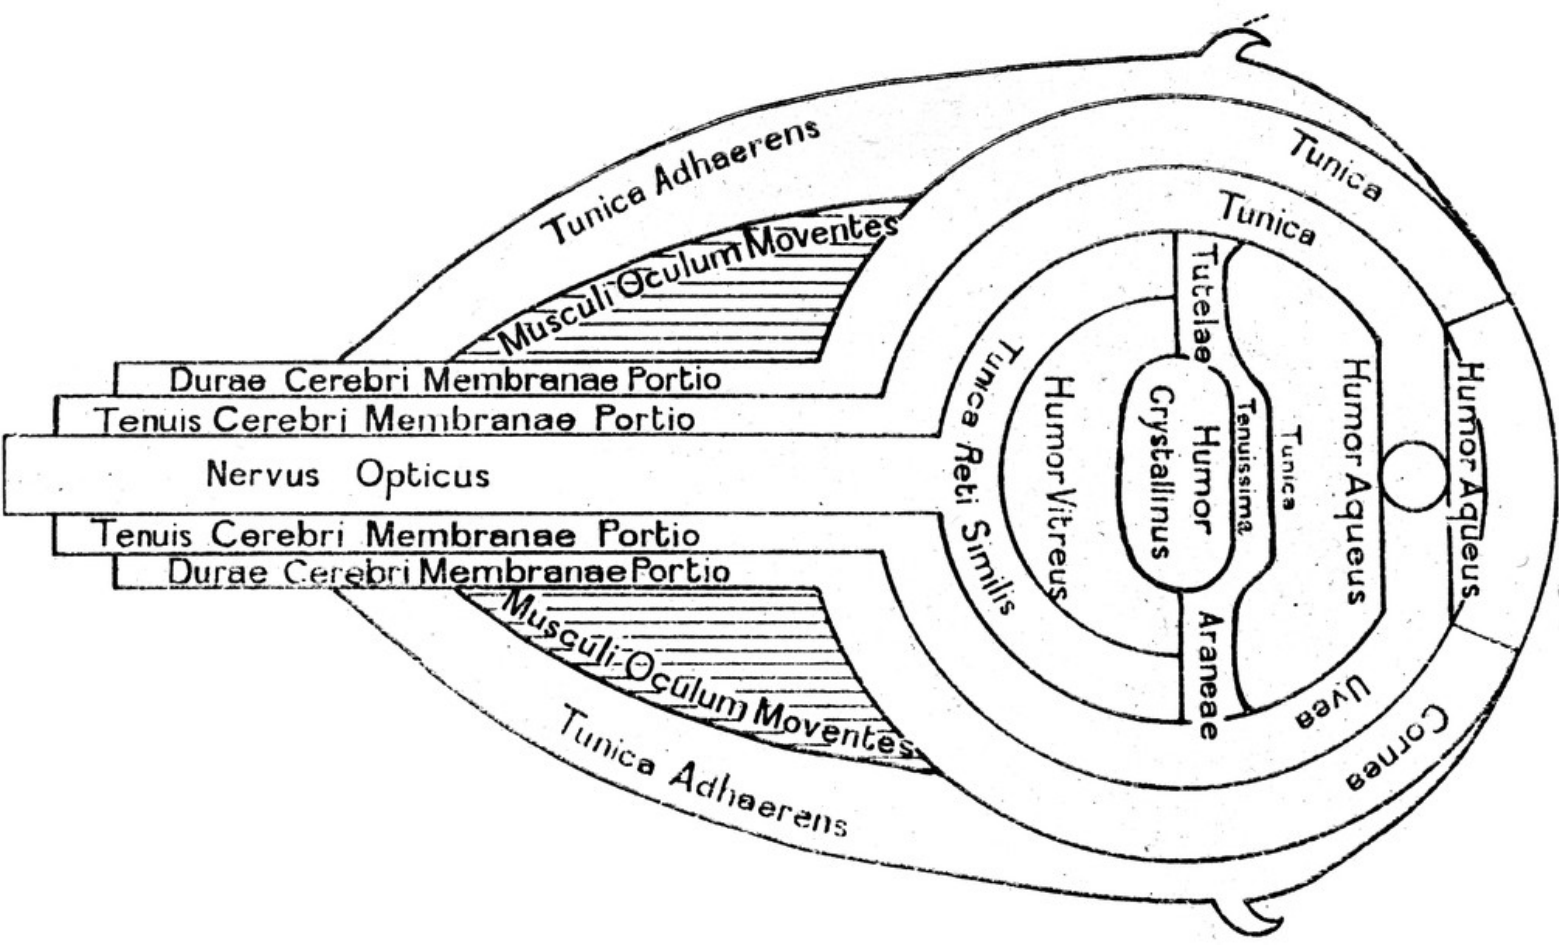 Tunica Adhaerens
Musculi Oculum Moventes
Durae Cerebri Membranae Portio
Tenuis Cerebri Membranae Portio
Nervus Opticus
Tenuis Cerebri Membranae Portio
Durae Cerebri Membranae Portio
Musculi Oculum Moventes
Tunica Adhaerens
Tunica Reti Similis
Humor Vitreus
Humor
Crystallinus
Tutelae
Tenuissima
Araneae
Tunica
Humor Aqueus
Humor Aqueus
Tunica
Uvea
Tunica
Cornea